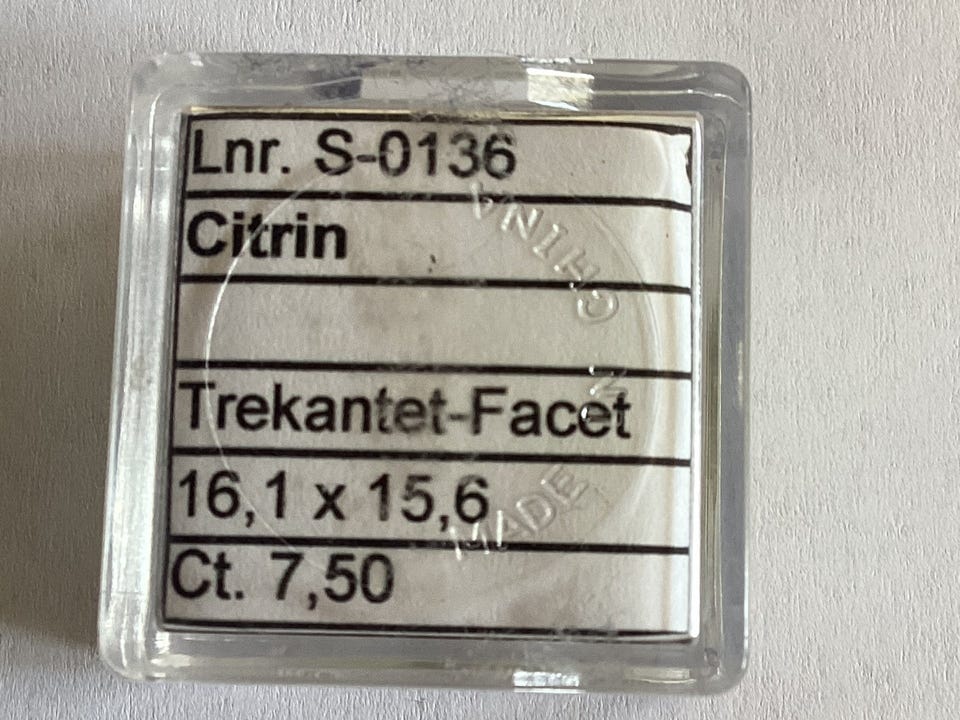 Lnr. S-0136
Citrin
Trekantet-Facet
16,1 x 15,6
Ct. 7,50
MADE IN CHINA